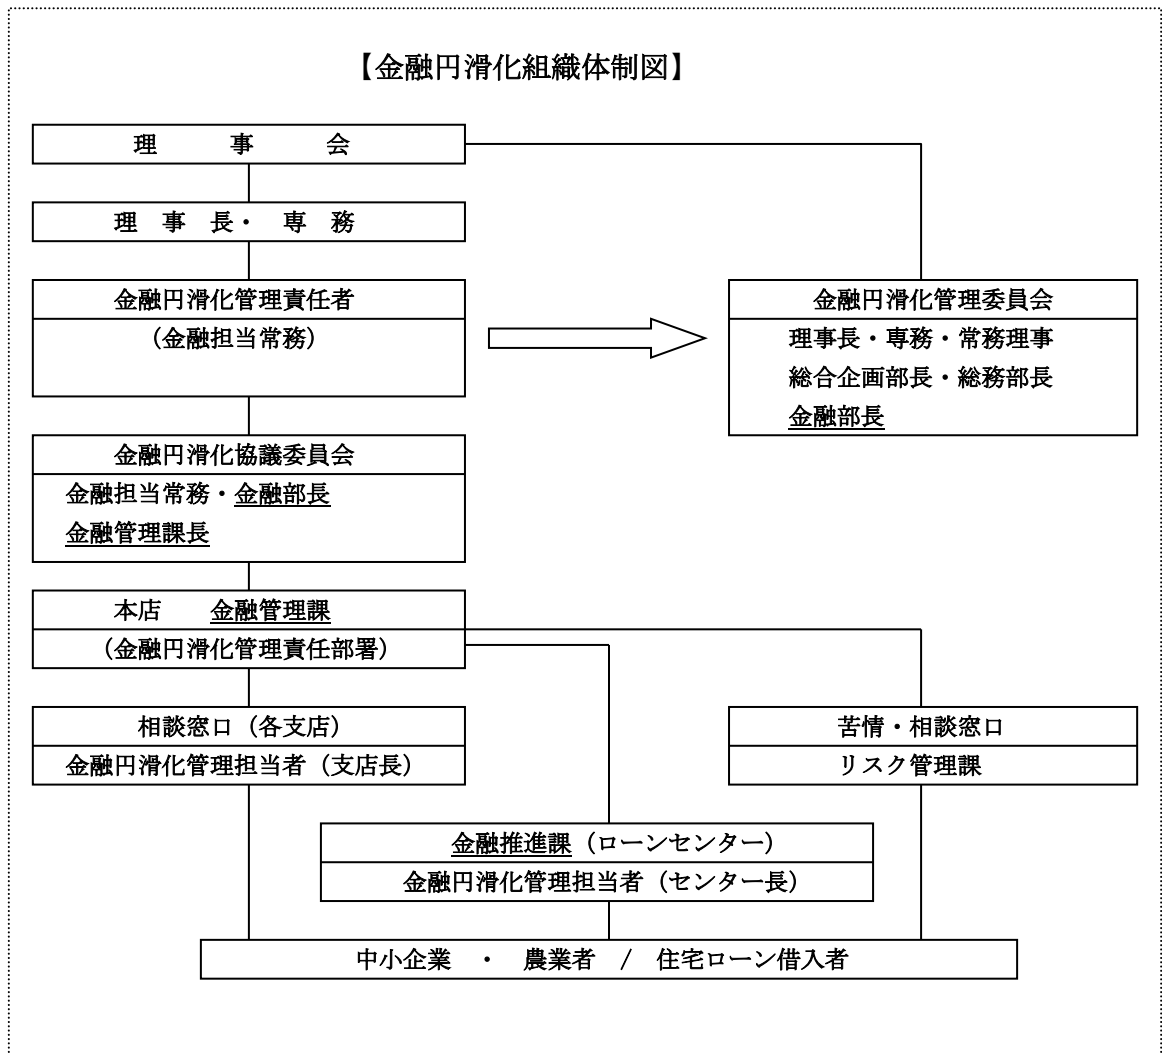 【金融円滑化組織体制図】
理　　　事　　　会
理　事　長・　専　務
金融円滑化管理責任者
（金融担当常務）
金融円滑化管理委員会
理事長・専務・常務理事
総合企画部長・総務部長
金融部長
金融円滑化協議委員会
金融担当常務・金融部長
金融管理課長
本店　　金融管理課
（金融円滑化管理責任部署）
相談窓口（各支店）
金融円滑化管理担当者（支店長）
苦情・相談窓口
リスク管理課
金融推進課（ローンセンター）
金融円滑化管理担当者（センター長）
中小企業　・　農業者　/　住宅ローン借入者